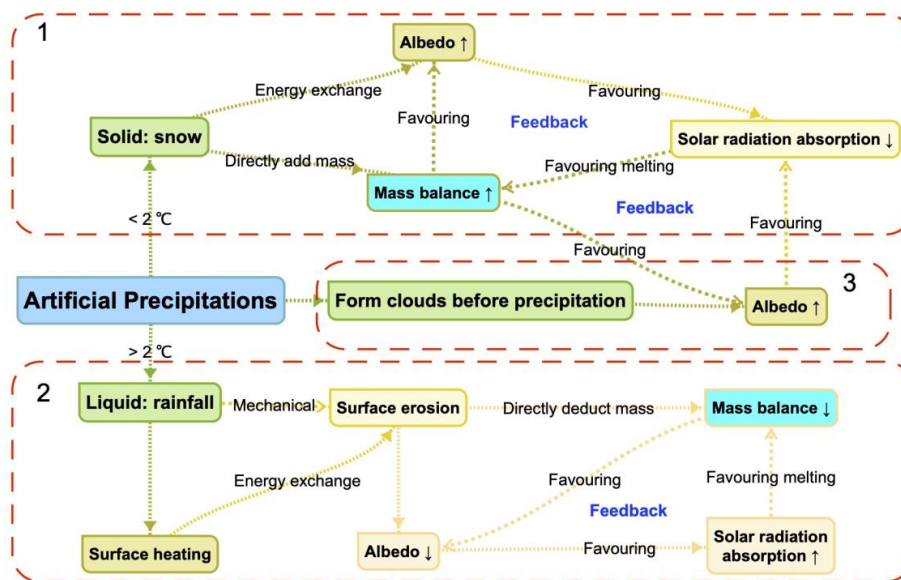 1
Albedo ↑
Energy exchange
Favouring
Favouring
Feedback
Solid: snow
Solar radiation absorption ↓
Directly add mass
Favouring melting
Mass balance ↑
Feedback
< 2 ℃
Favouring
Favouring
3
Artificial Precipitations
Form clouds before precipitation
Albedo ↑
> 2 ℃
2
Liquid: rainfall
Mechanical
Surface erosion
Directly deduct mass
Mass balance ↓
Energy exchange
Favouring
Favouring melting
Feedback
Surface heating
Albedo ↓
Favouring
Solar radiation
absorption ↑